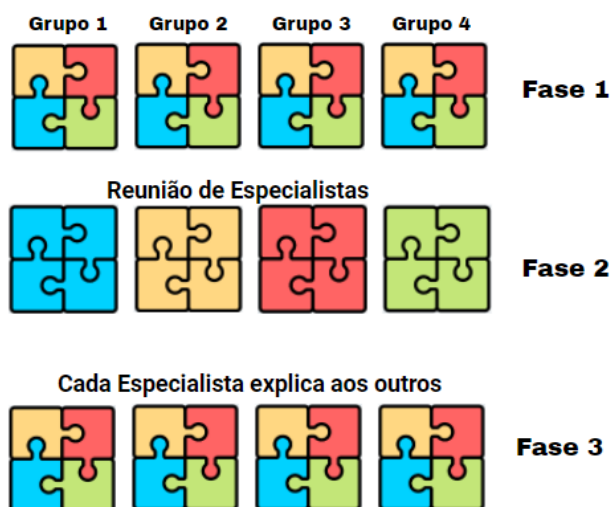 Grupo 1 Grupo 2 Grupo 3 Grupo 4
Fase 1
Reunião de Especialistas
Fase 2
Cada Especialista explica aos outros
Fase 3